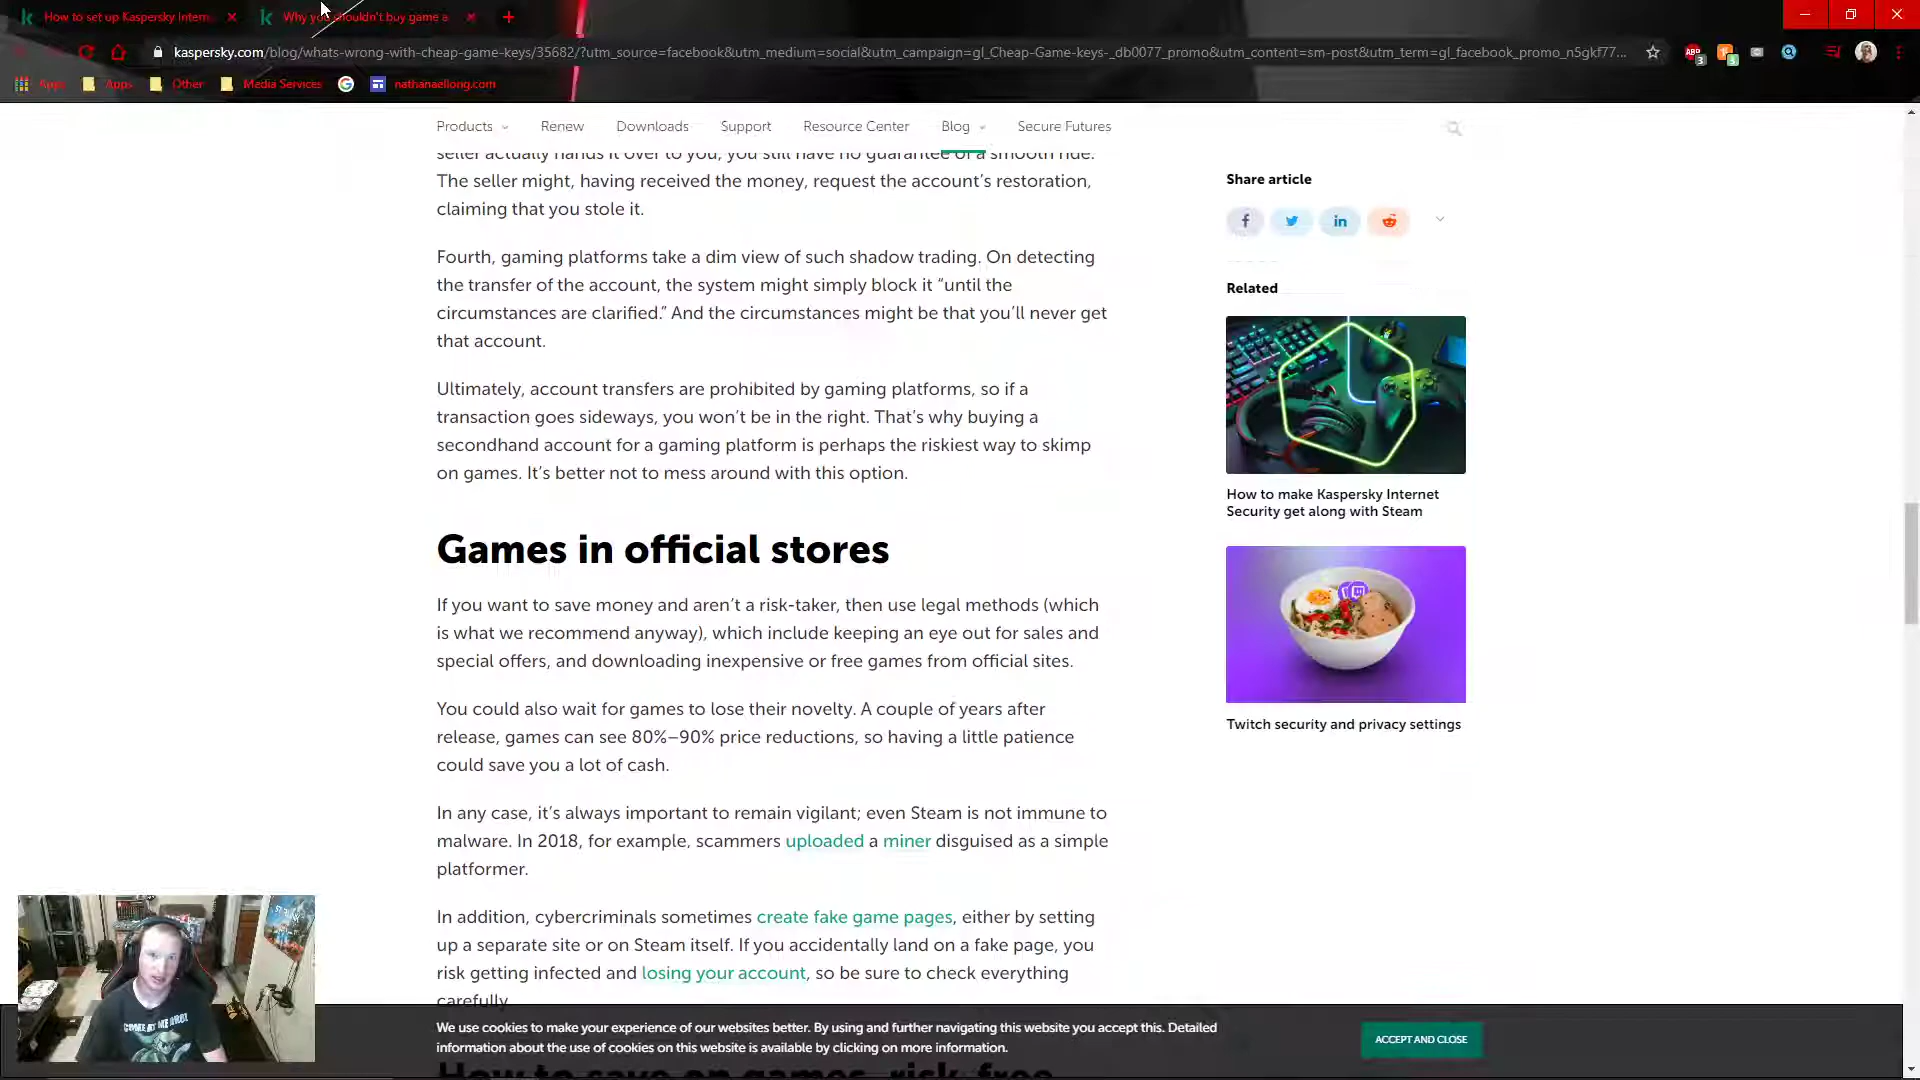 How to set up Kaspersky Intern
Why you shouldn't buy game a
kaspersky.com/blog/whats-wrong-with-cheap-game-keys/35682/?utm_source=facebook&utm_medium=social&utm_campaign=gl_Cheap-Game-keys-_db0077_promo&utm_content=sm-post&utm_term=gl_facebook_promo_n5gkf77...
Apps
Apps
Other
Media Services
nathanaellong.com
Products
Renew
Downloads
Support
Resource Center
Blog
Secure Futures
seller actually hands it over to you, you still have no guarantee of a smooth ride.
The seller might, having received the money, request the account's restoration,
claiming that you stole it.
Fourth, gaming platforms take a dim view of such shadow trading. On detecting
the transfer of the account, the system might simply block it “until the
circumstances are clarified.” And the circumstances might be that you'll never get
that account.
Ultimately, account transfers are prohibited by gaming platforms, so if a
transaction goes sideways, you won't be in the right. That's why buying a
secondhand account for a gaming platform is perhaps the riskiest way to skimp
on games. It's better not to mess around with this option.
Games in official stores
If you want to save money and aren't a risk-taker, then use legal methods (which
is what we recommend anyway), which include keeping an eye out for sales and
special offers, and downloading inexpensive or free games from official sites.
You could also wait for games to lose their novelty. A couple of years after
release, games can see 80%–90% price reductions, so having a little patience
could save you a lot of cash.
In any case, it's always important to remain vigilant; even Steam is not immune to
malware. In 2018, for example, scammers uploaded a miner disguised as a simple
platformer.
In addition, cybercriminals sometimes create fake game pages, either by setting
up a separate site or on Steam itself. If you accidentally land on a fake page, you
risk getting infected and losing your account, so be sure to check everything
carefully.
How to save on games, risk-free
Share article
Related
How to make Kaspersky Internet
Security get along with Steam
Twitch security and privacy settings
We use cookies to make your experience of our websites better. By using and further navigating this website you accept this. Detailed
information about the use of cookies on this website is available by clicking on more information.
ACCEPT AND CLOSE